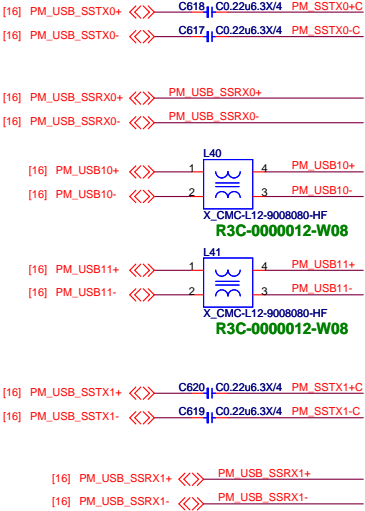 C618 C0.22u6.3X/4 PM_SSTX0+C
[16] PM_USB_SSTX0+
C617 C0.22u6.3X/4 PM_SSTX0-C
[16] PM_USB_SSTX0-
[16] PM_USB_SSRX0+ PM_USB_SSRX0+
[16] PM_USB_SSRX0- PM_USB_SSRX0-
L40
[16] PM_USB10+ 1 4 PM_USB10+
[16] PM_USB10- 2 3 PM_USB10-
X_CMC-L12-9008080-HF
R3C-0000012-W08
L41
[16] PM_USB11+ 1 4 PM_USB11+
[16] PM_USB11- 2 3 PM_USB11-
X_CMC-L12-9008080-HF
R3C-0000012-W08
[16] PM_USB_SSTX1+ C620 C0.22u6.3X/4 PM_SSTX1+C
[16] PM_USB_SSTX1- C619 C0.22u6.3X/4 PM_SSTX1-C
[16] PM_USB_SSRX1+ PM_USB_SSRX1+
[16] PM_USB_SSRX1- PM_USB_SSRX1-